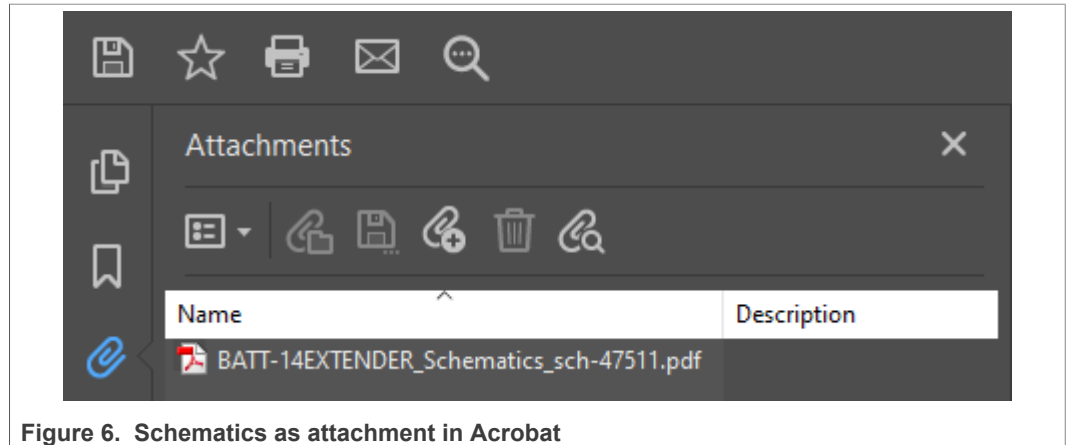 Attachments
Name Description
BATT-14EXTENDER_Schematics_sch-47511.pdf
Figure 6. Schematics as attachment in Acrobat